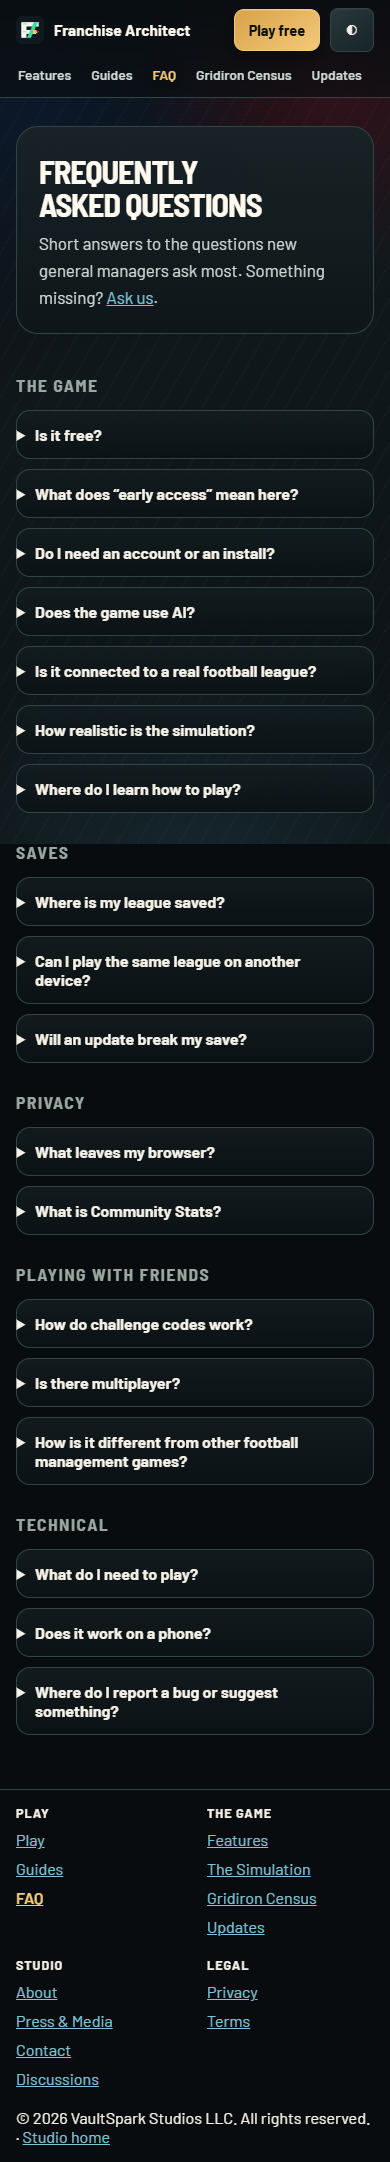 Franchise Architect
Play free
Features Guides FAQ Gridiron Census Updates
FREQUENTLY
ASKED QUESTIONS
Short answers to the questions new
general managers ask most. Something
missing? Ask us.
THE GAME
Is it free?
What does “early access” mean here?
Do I need an account or an install?
Does the game use AI?
Is it connected to a real football league?
How realistic is the simulation?
Where do I learn how to play?
SAVES
Where is my league saved?
Can I play the same league on another
device?
Will an update break my save?
PRIVACY
What leaves my browser?
What is Community Stats?
PLAYING WITH FRIENDS
How do challenge codes work?
Is there multiplayer?
How is it different from other football
management games?
TECHNICAL
What do I need to play?
Does it work on a phone?
Where do I report a bug or suggest
something?
PLAY
Play
Guides
FAQ
THE GAME
Features
The Simulation
Gridiron Census
Updates
STUDIO
About
Press & Media
Contact
Discussions
LEGAL
Privacy
Terms
© 2026 VaultSpark Studios LLC. All rights reserved.
· Studio home